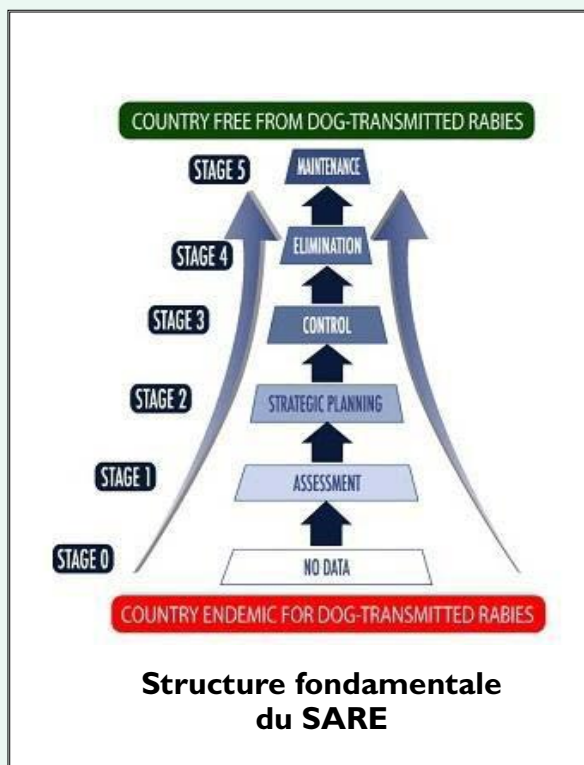 COUNTRY FREE FROM DOG-TRANSMITTED RABIES
STAGE 5
MAINTENANCE
STAGE 4
ELIMINATION
STAGE 3
CONTROL
STAGE 2
STRATEGIC PLANNING
STAGE 1
ASSESSMENT
STAGE 0
NO DATA
COUNTRY ENDEMIC FOR DOG-TRANSMITTED RABIES
Structure fondamentale
du SARE